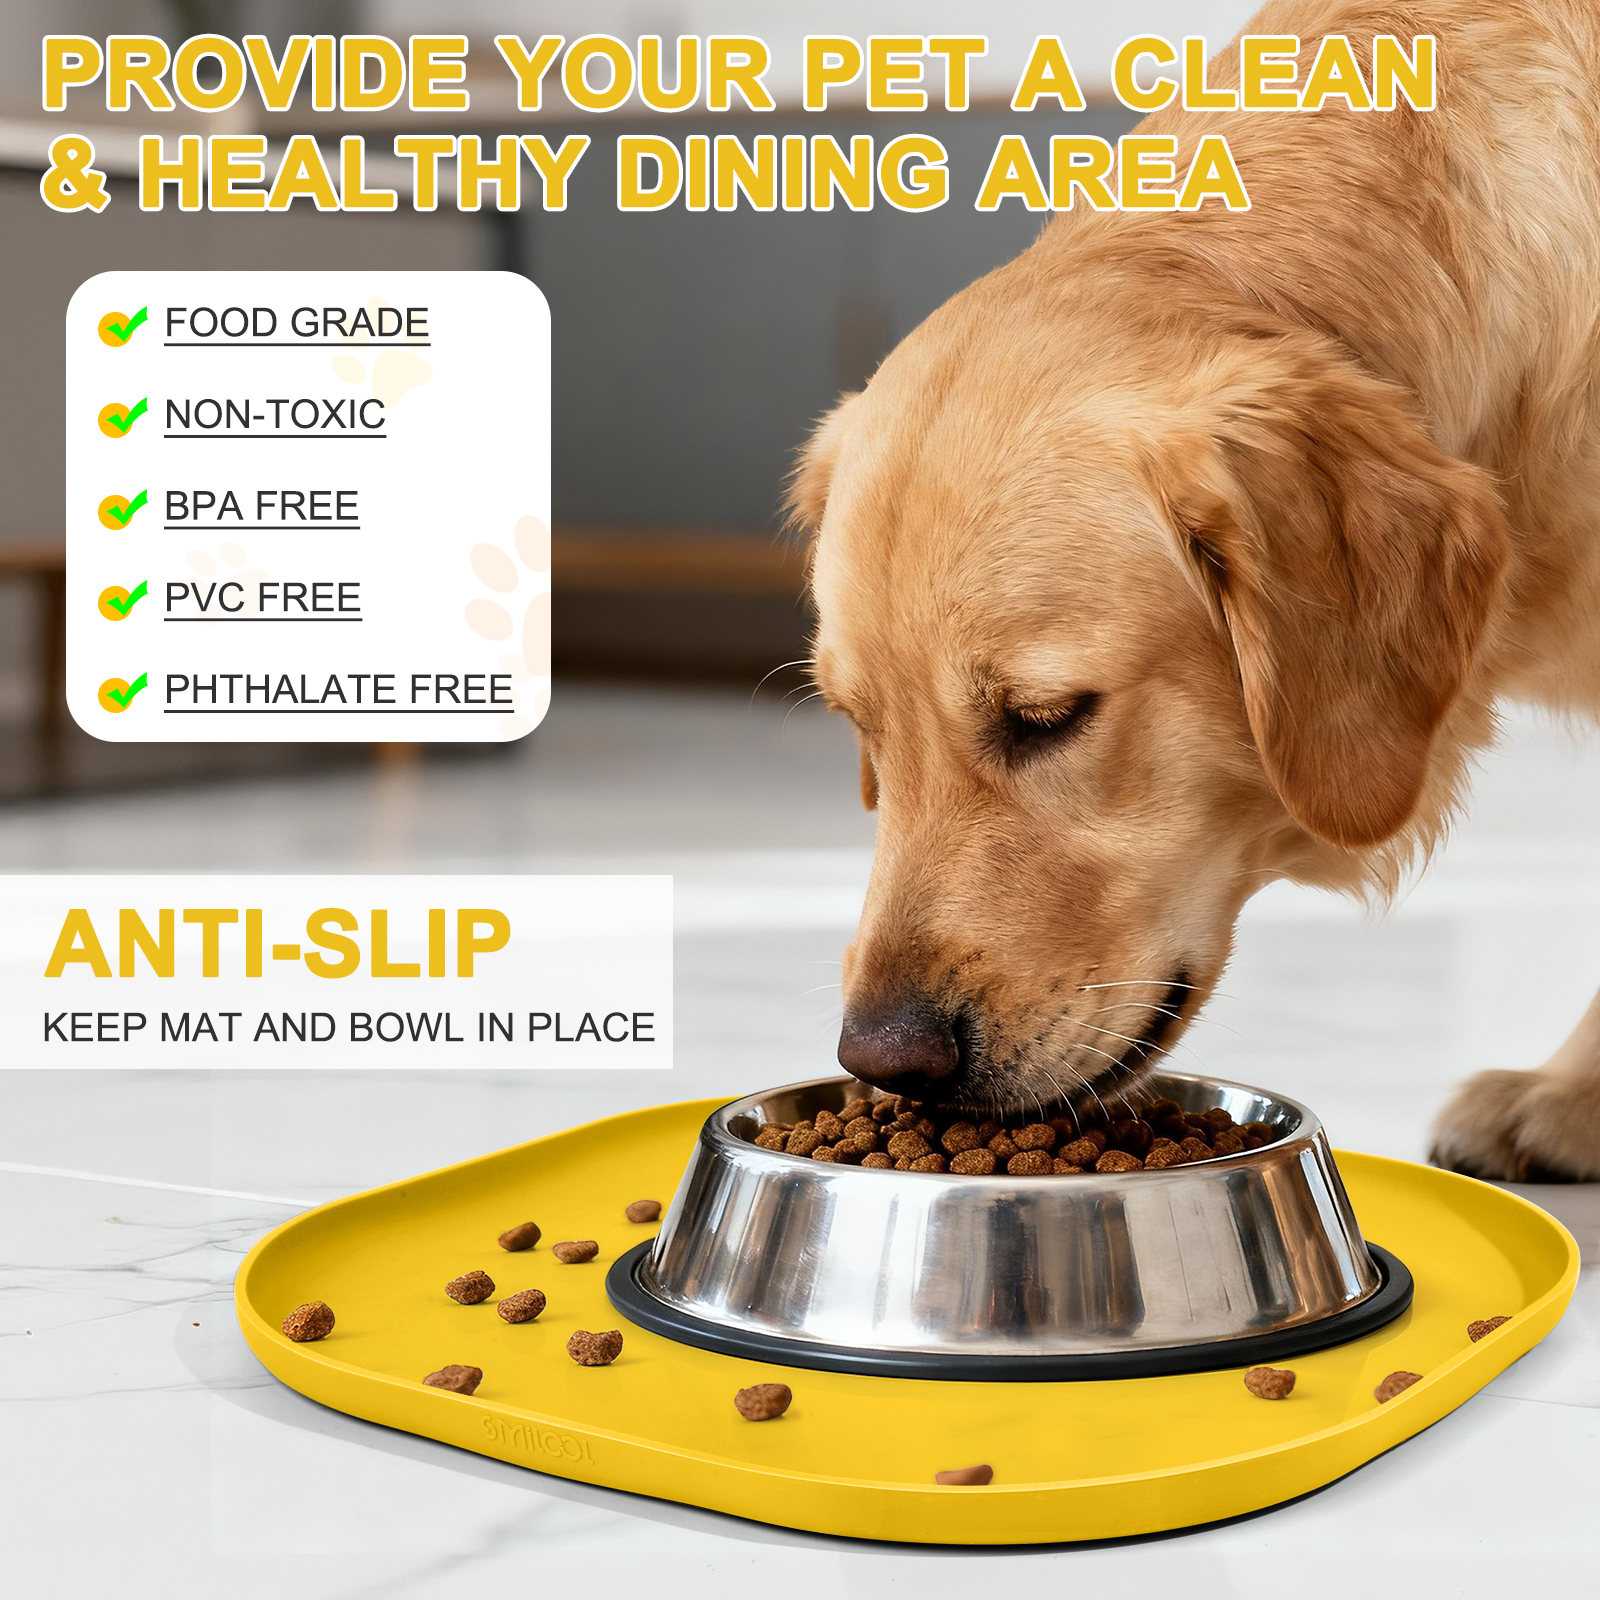 PROVIDE YOUR PET A CLEAN
& HEALTHY DINING AREA
FOOD GRADE
NON-TOXIC
BPA FREE
PVC FREE
PHTHALATE FREE
ANTI-SLIP
KEEP MAT AND BOWL IN PLACE